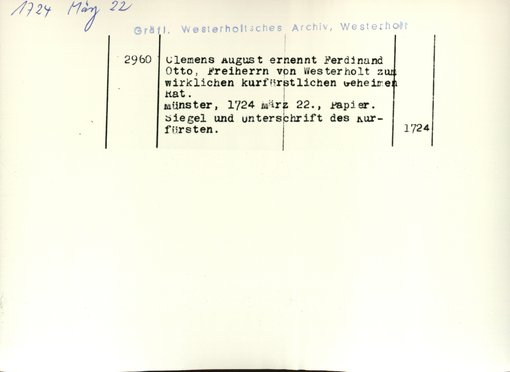 1724 März 22
Gräfl. Westerholtsches Archiv, Westerholt
2960 Clemens August ernennt Ferdinand
Otto, Freiherrn von Westerholt zum
wirklichen kurfürstlichen Geheimen
Rat.
Münster, 1724 März 22., Papier.
Siegel und Unterschrift des Kur-
fürsten. 1724